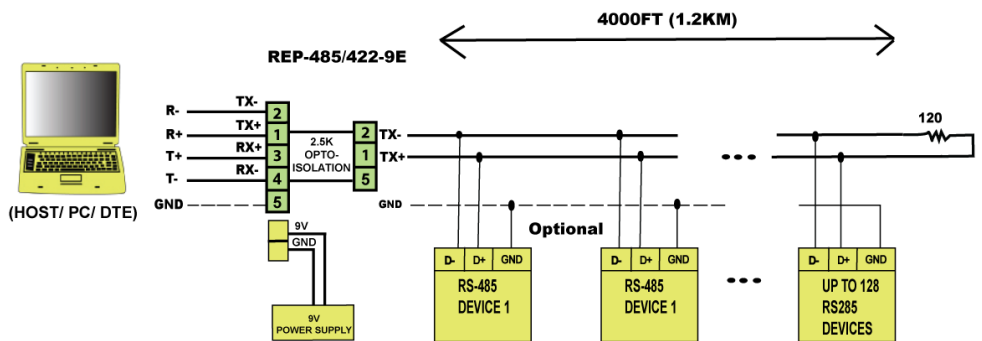 4000FT (1.2KM)
REP-485/422-9E
R- TX- 2
R+ TX+ 1
T+ RX+ 3
T- RX- 4
GND 5
2.5K
OPTO-
ISOLATION
2 TX-
1 TX+
5 GND
120
(HOST/ PC/ DTE)
9V
GND
9V
POWER SUPPLY
Optional
D- D+ GND
RS-485
DEVICE 1
D- D+ GND
RS-485
DEVICE 1
D- D+ GND
UP TO 128
RS285
DEVICES